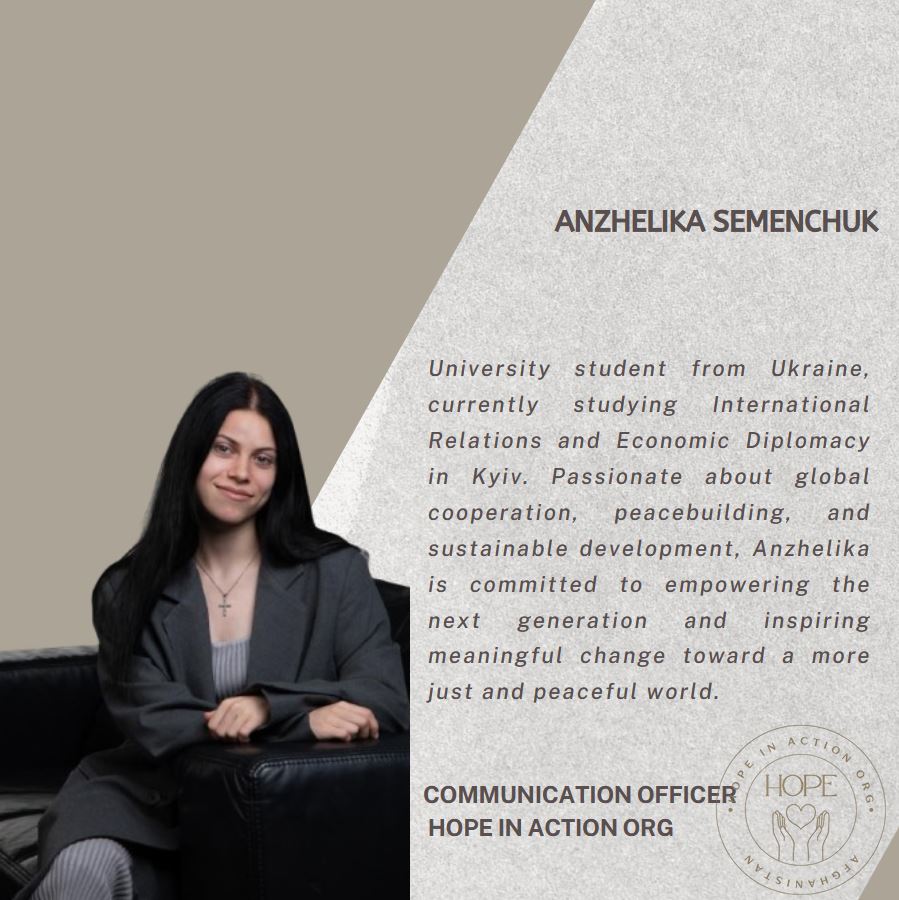 ANZHELIKA SEMENCHUK
University student from Ukraine,
currently studying International
Relations and Economic Diplomacy
in Kyiv. Passionate about global
cooperation, peacebuilding, and
sustainable development, Anzhelika
is committed to empowering the
next generation and inspiring
meaningful change toward a more
just and peaceful world.
COMMUNICATION OFFICER
HOPE IN ACTION ORG
•HOPE IN ACTION ORG•
HOPE
AFGHANISTAN